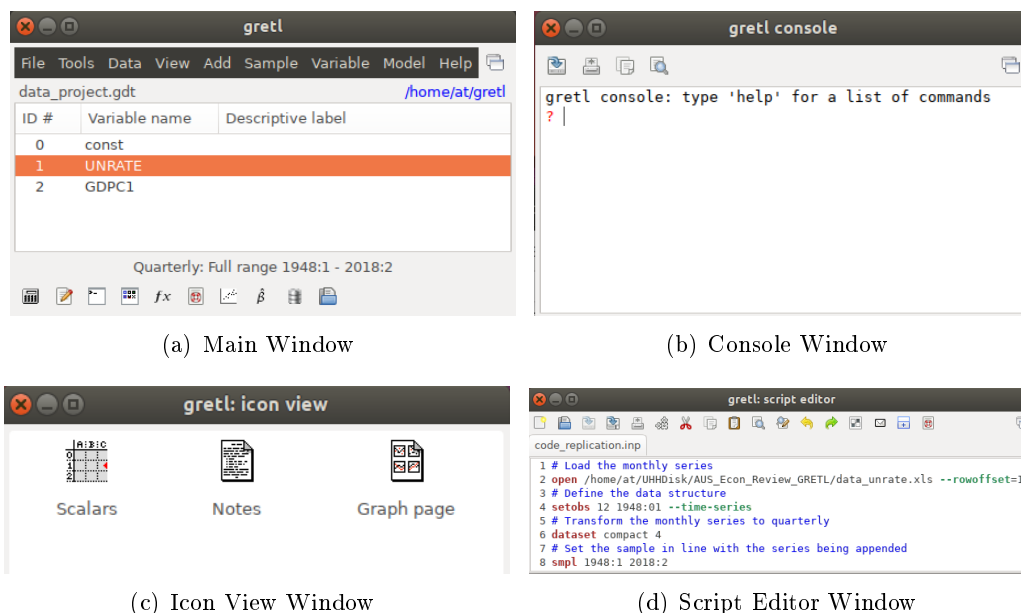 gretl
File Tools Data View Add Sample Variable Model Help
data_project.gdt /home/at/gretl
ID # Variable name Descriptive label
0 const
1 UNRATE
2 GDPC1
Quarterly: Full range 1948:1 - 2018:2
fx β̂
(a) Main Window
gretl console
gretl console: type 'help' for a list of commands
?
(b) Console Window
gretl: icon view
Scalars Notes Graph page
(c) Icon View Window
gretl: script editor
code_replication.inp
1 # Load the monthly series
2 open /home/at/UHHDisk/AUS_Econ_Review_GRETL/data_unrate.xls --rowoffset=1
3 # Define the data structure
4 setobs 12 1948:01 --time-series
5 # Transform the monthly series to quarterly
6 dataset compact 4
7 # Set the sample in line with the series being appended
8 smpl 1948:1 2018:2
(d) Script Editor Window